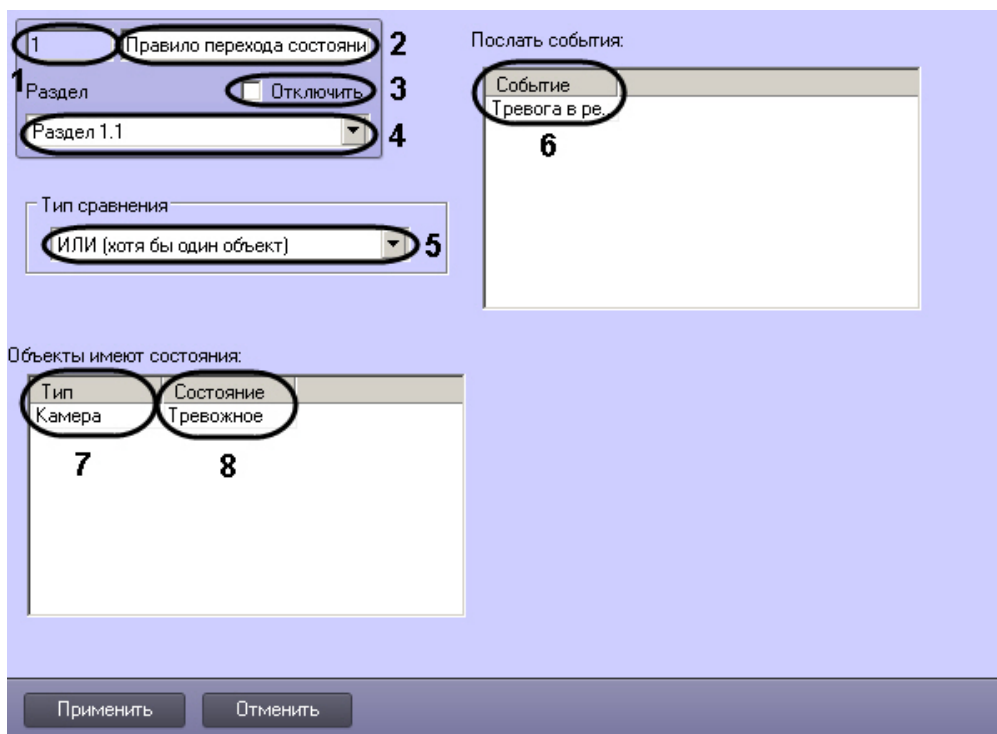 1 Правило перехода состояни 2
1
Раздел Отключить 3
Раздел 1.1 4
Тип сравнения
ИЛИ (хотя бы один объект) 5
Послать события:
Событие
Тревога в ре...
6
Объекты имеют состояния:
Тип Состояние
Камера Тревожное
7 8
Применить Отменить